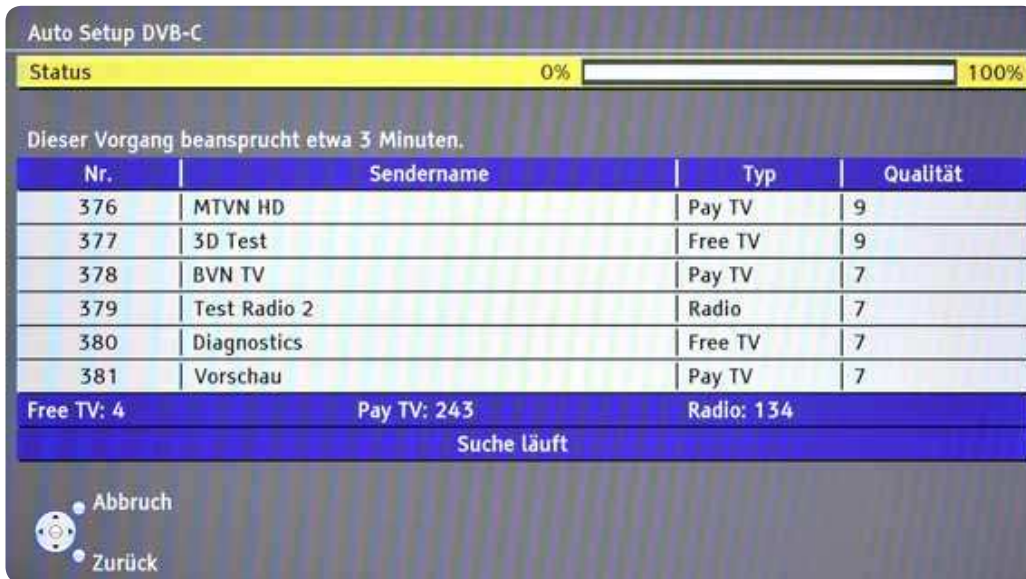 Auto Setup DVB-C
Status 0% 100%
Dieser Vorgang beansprucht etwa 3 Minuten.
Nr. Sendername Typ Qualität
376 MTVN HD Pay TV 9
377 3D Test Free TV 9
378 BVN TV Pay TV 7
379 Test Radio 2 Radio 7
380 Diagnostics Free TV 7
381 Vorschau Pay TV 7
Free TV: 4 Pay TV: 243 Radio: 134
Suche läuft
Abbruch
Zurück